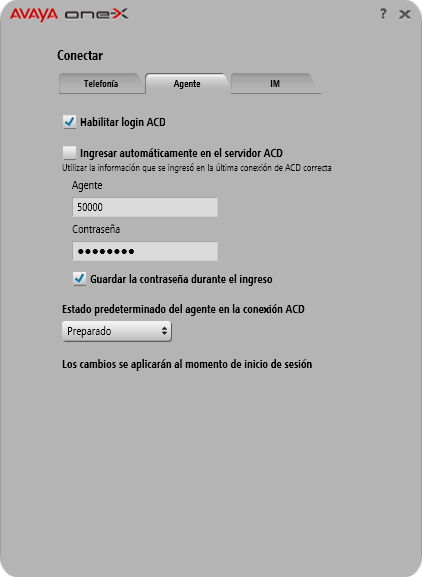 AVAYA one-X ? X
Conectar
Telefonía Agente IM
Habilitar login ACD
Ingresar automáticamente en el servidor ACD
Utilizar la información que se ingresó en la última conexión de ACD correcta
Agente
50000
Contraseña
●●●●●●●●
Guardar la contraseña durante el ingreso
Estado predeterminado del agente en la conexión ACD
Preparado
Los cambios se aplicarán al momento de inicio de sesión